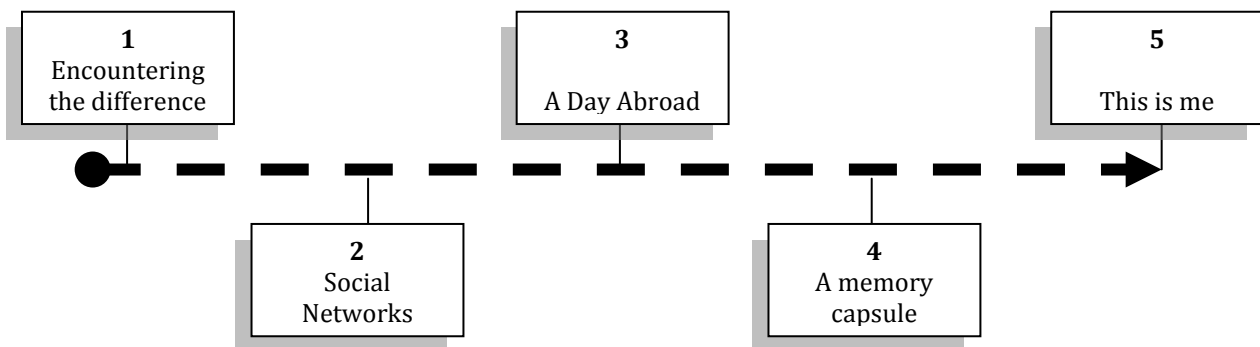 1
Encountering
the difference
2
Social
Networks
3
A Day Abroad
4
A memory
capsule
5
This is me